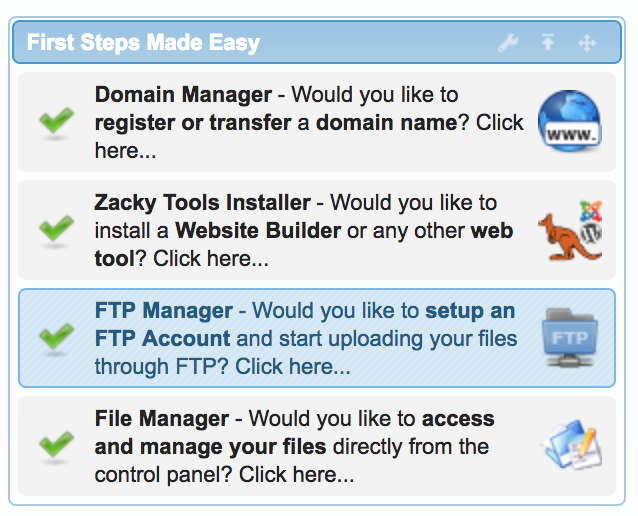 First Steps Made Easy
Domain Manager - Would you like to
register or transfer a domain name? Click
here...
www.
Zacky Tools Installer - Would you like to
install a Website Builder or any other web
tool? Click here...
FTP Manager - Would you like to setup an
FTP Account and start uploading your files
through FTP? Click here...
FTP
File Manager - Would you like to access
and manage your files directly from the
control panel? Click here...